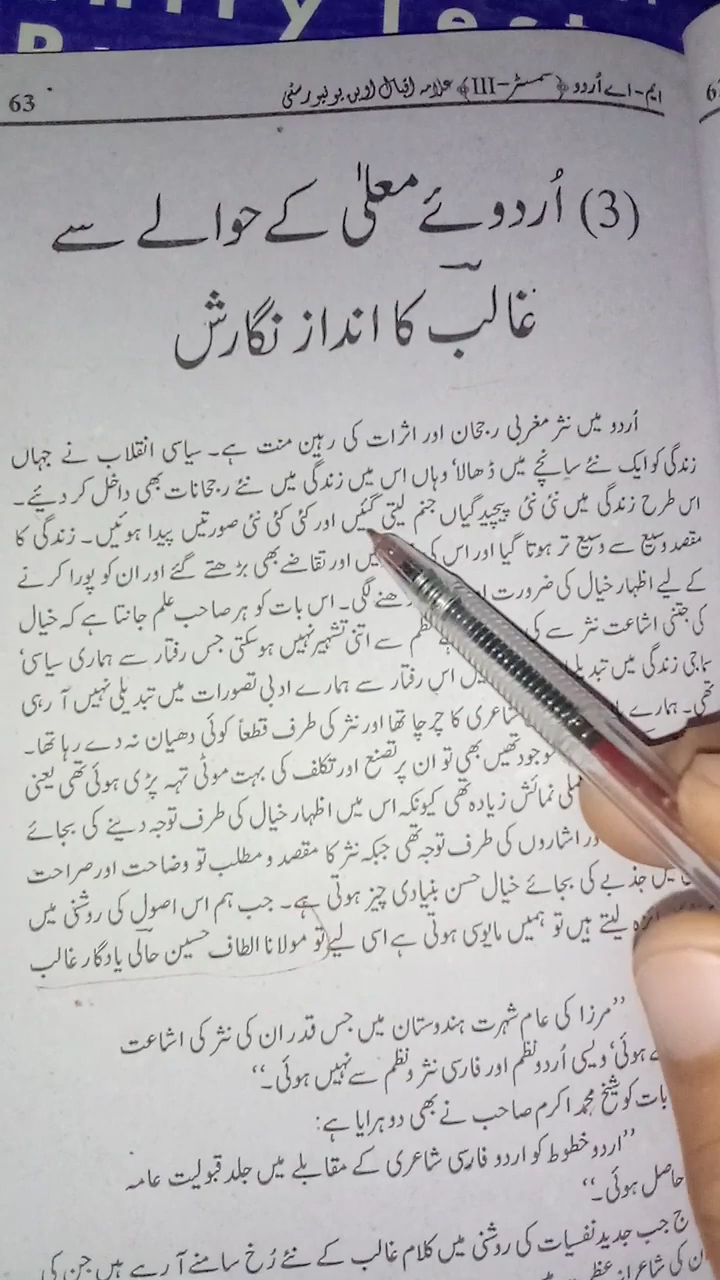 63
ایم-اے اُردو ﴿سمسٹر-III﴾ علامہ اقبال اوپن یونیورسٹی
6
(3) اُردوئے معلیٰ کے حوالے سے
غالبؔ کا انداز نگارش
اُردو میں نثر مغربی رجحان اور اثرات کی رہین منت ہے۔ سیاسی انقلاب نے جہاں
زندگی کو ایک نئے سانچے میں ڈھالا' وہاں اس میں زندگی میں نئے رجحانات بھی داخل کر دئیے۔
اس طرح زندگی میں نئی نئی پیچیدگیاں جنم لیتی گئیں اور کئی کئی نئی صورتیں پیدا ہوئیں۔ زندگی کا
مقصد وسیع سے وسیع تر ہوتا گیا اور اس کی اور تقاضے بھی بڑھتے گئے اور ان کو پورا کرنے
کے لیے اظہار خیال کی ضرورت لگی۔ اس بات کو ہر صاحب علم جانتا ہے کہ خیال
کی جتنی اشاعت نثر سے نظم سے اتنی تشہیر نہیں ہو سکتی جس رفتار سے ہماری سیاسی'
سماجی زندگی میں اس رفتار سے ہمارے ادبی تصورات میں تبدیلی نہیں آ رہی
تھی۔ ہمارے شاعری کا چرچا تھا اور نثر کی طرف قطعاً کوئی دھیان نہ دے رہا تھا۔
تھیں بھی تو ان پر تصنع اور تکلف کی بہت موٹی تہہ پڑی ہوئی تھی یعنی
نمائش زیادہ تھی کیونکہ اس میں اظہار خیال کی طرف توجہ دینے کی بجائے
اشاروں کی طرف توجہ تھی جبکہ نثر کا مقصد و مطلب تو وضاحت اور صراحت
میں جذبے کی بجائے خیال حسن بنیادی چیز ہوتی ہے۔ جب ہم اس اصول کی روشنی میں
لیتے ہیں تو ہمیں مایوسی ہوتی ہے اسی لیے تو مولانا الطاف حسین حالیؔ یادگار غالب
''مرزا کی عام شہرت ہندوستان میں جس قدر ان کی نثر کی اشاعت
ہوئی' ویسی اُردو نظم اور فارسی نثر و نظم سے نہیں ہوئی۔''
بات کو شیخ محمد اکرم صاحب نے بھی دوہرایا ہے:
''اردو خطوط کو اردو فارسی شاعری کے مقابلے میں جلد قبولیت عامہ
حاصل ہوئی۔''
جب جدید نفسیات کی روشنی میں کلام غالب کے نئے رُخ سامنے آ رہے ہیں جن کی